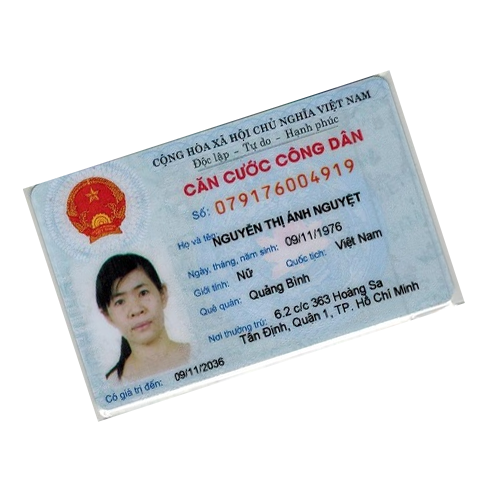 CỘNG HÒA XÃ HỘI CHỦ NGHĨA VIỆT NAM
Độc lập - Tự do - Hạnh phúc
CĂN CƯỚC CÔNG DÂN
Số: 079176004919
Họ và tên: NGUYỄN THỊ ÁNH NGUYỆT
Ngày, tháng, năm sinh: 09/11/1976
Giới tính: Nữ Quốc tịch: Việt Nam
Quê quán: Quảng Bình
Nơi thường trú: 6.2 c/c 363 Hoàng Sa
Tân Định, Quận 1, TP. Hồ Chí Minh
Có giá trị đến: 09/11/2036